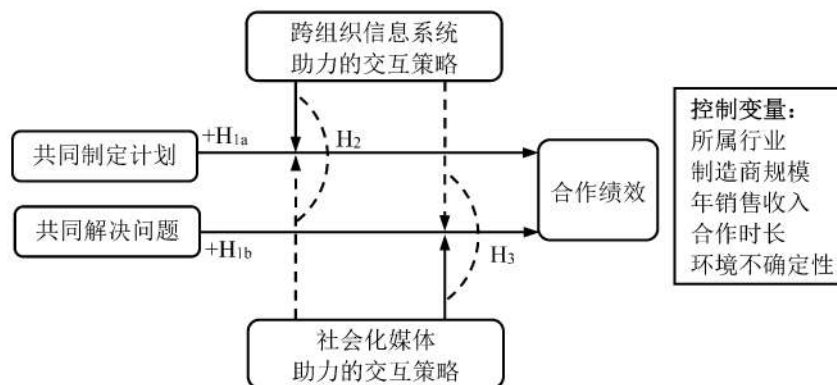 跨组织信息系统
助力的交互策略
+H1a
H2
共同制定计划
共同解决问题
+H1b
H3
合作绩效
社会化媒体
助力的交互策略
控制变量：
所属行业
制造商规模
年销售收入
合作时长
环境不确定性